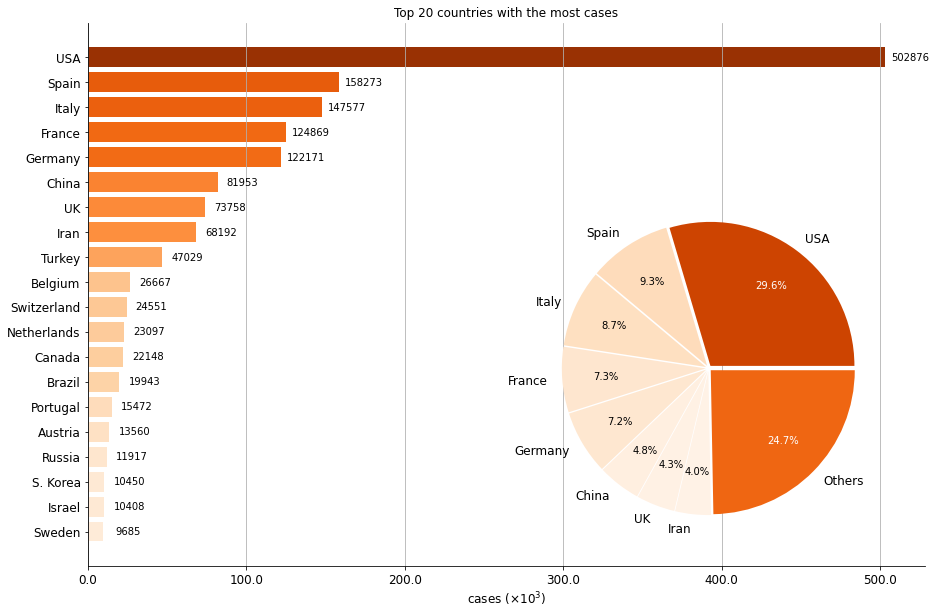 Top 20 countries with the most cases
USA 502876
Spain 158273
Italy 147577
France 124869
Germany 122171
China 81953
UK 73758
Iran 68192
Turkey 47029
Belgium 26667
Switzerland 24551
Netherlands 23097
Canada 22148
Brazil 19943
Portugal 15472
Austria 13560
Russia 11917
S. Korea 10450
Israel 10408
Sweden 9685
0.0 100.0 200.0 300.0 400.0 500.0
cases (×10³)
USA
29.6%
Spain
9.3%
Italy
8.7%
France
7.3%
Germany
7.2%
China
4.8%
UK
4.3%
Iran
4.0%
Others
24.7%